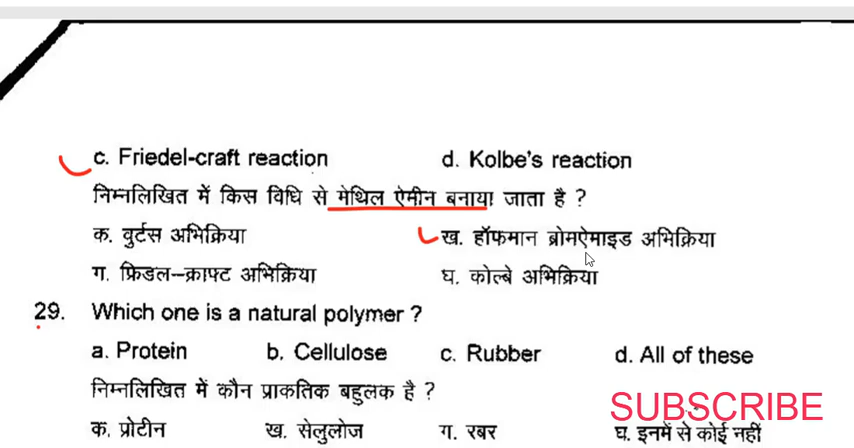 c. Friedel-craft reaction d. Kolbe's reaction
निम्नलिखित में किस विधि से मेथिल ऐमीन बनाया जाता है ?
क. वुर्टस अभिक्रिया ख. हॉफमान ब्रोमऐमाइड अभिक्रिया
ग. फ्रिडल–क्राफ्ट अभिक्रिया घ. कोल्बे अभिक्रिया
29. Which one is a natural polymer ?
a. Protein b. Cellulose c. Rubber d. All of these
निम्नलिखित में कौन प्राकतिक बहुलक है ?
SUBSCRIBE
क. प्रोटीन ख. सेलुलोज ग. रबर घ. इनमें से कोई नहीं